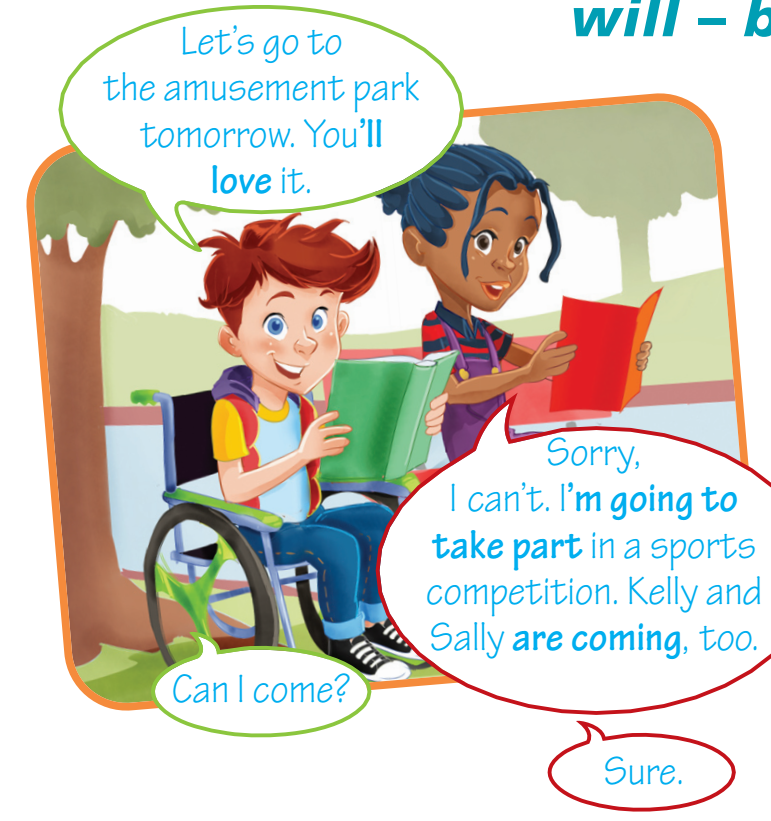 will – b
Let's go to
the amusement park
tomorrow. You'll
love it.
Sorry,
I can't. I'm going to
take part in a sports
competition. Kelly and
Sally are coming, too.
Can I come?
Sure.